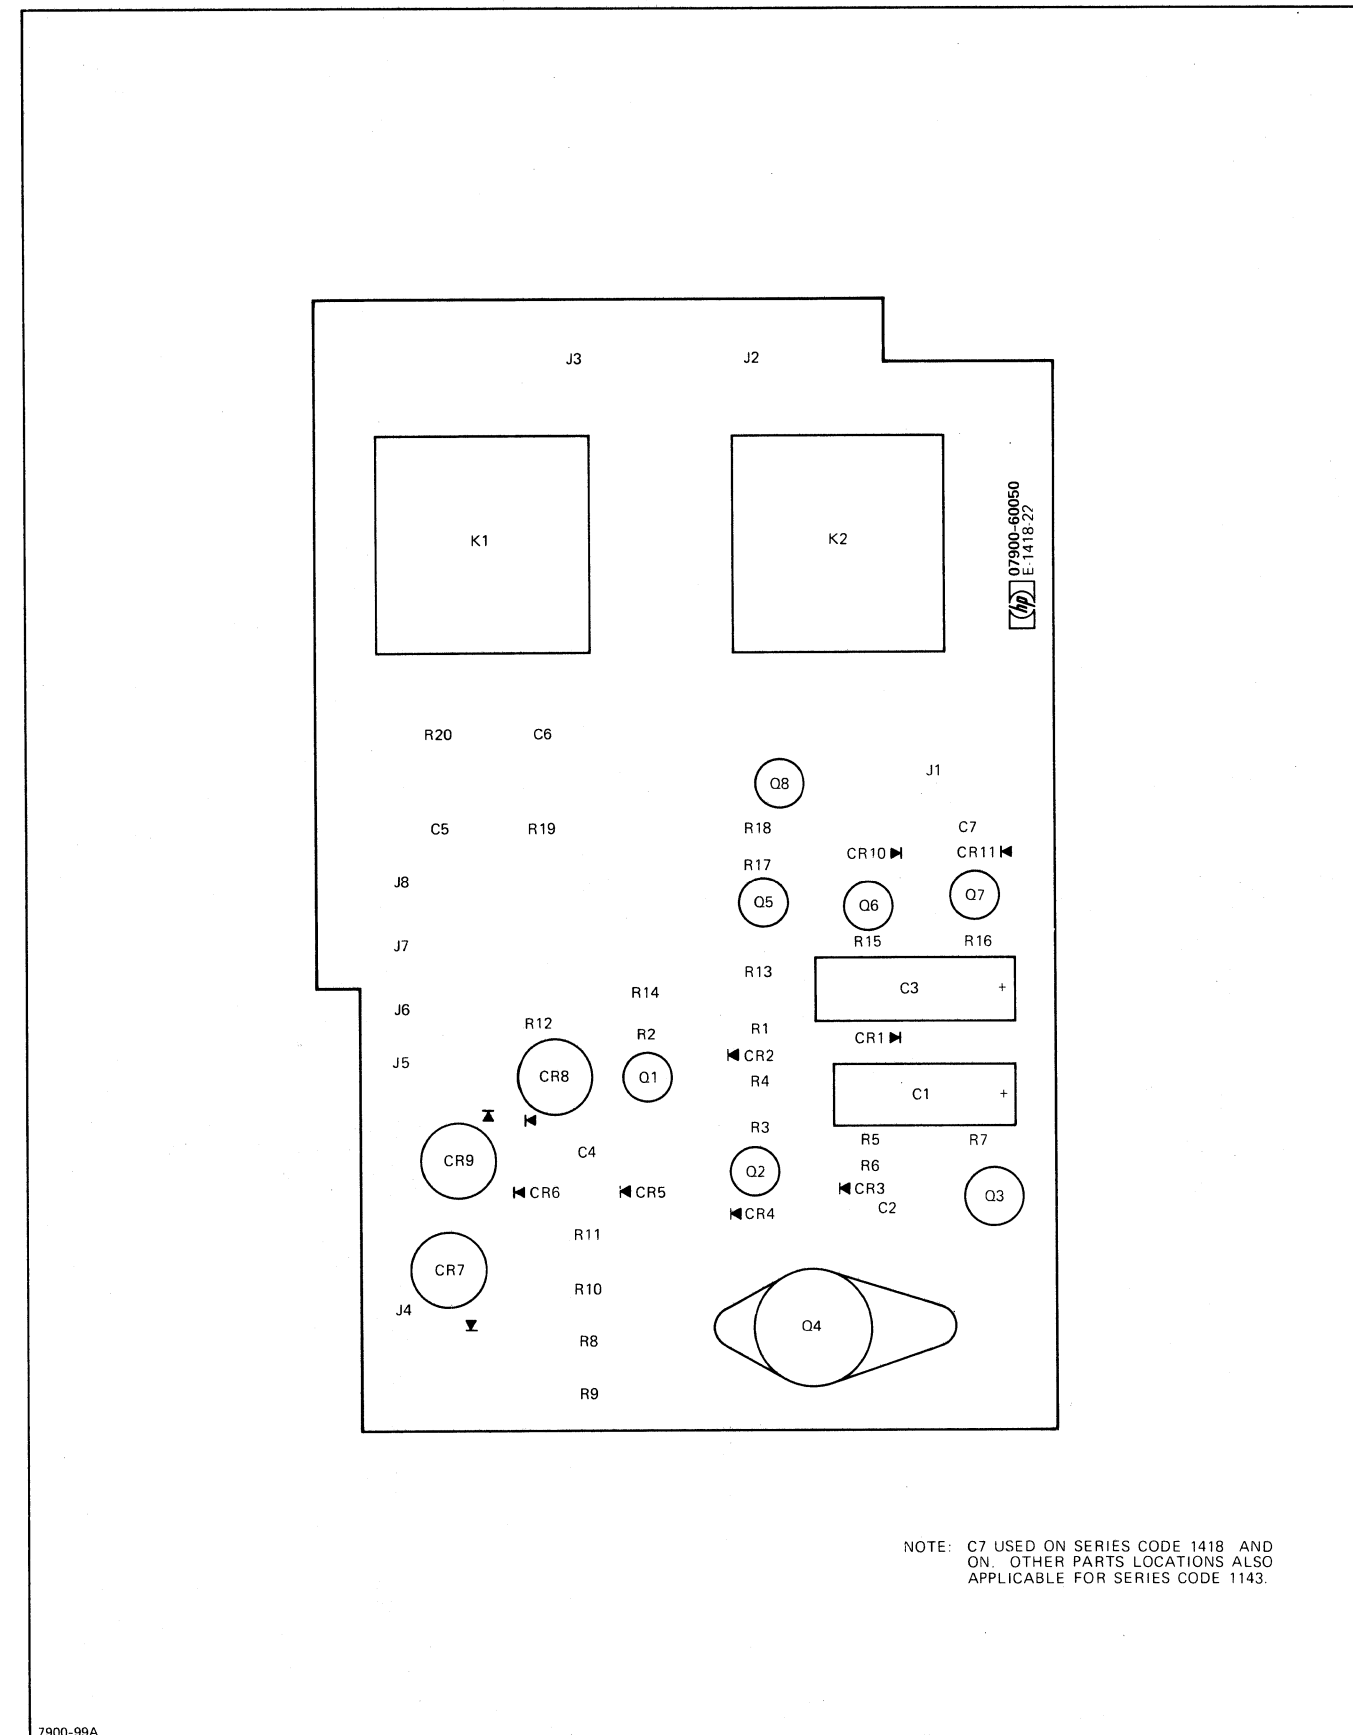 J3 J2
K1 K2
07900-60050
E-1418-22
hp
R20 C6
J1
Q8
C5 R19 R18 C7
CR10 CR11
R17
J8
Q5 Q6 Q7
J7 R15 R16
R13
R14 C3 +
J6
R12 R2 R1 CR1
J5 CR2
CR8 Q1 R4
C1 +
R3 R5 R7
CR9 C4 Q2 R6
CR6 CR5 CR3 Q3
CR4 C2
R11
CR7
R10
J4
Q4
R8
R9
NOTE: C7 USED ON SERIES CODE 1418 AND
ON. OTHER PARTS LOCATIONS ALSO
APPLICABLE FOR SERIES CODE 1143.
7900-99A